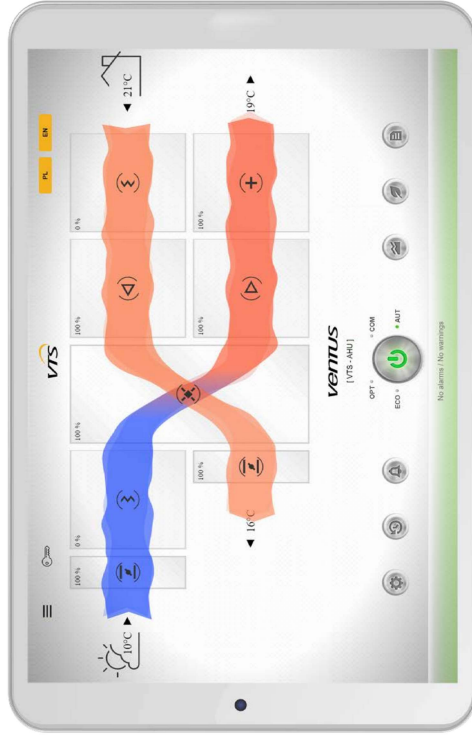 VTS
PL EN
100 % 0 % 100 % 100 % 0 %
10°C 21°C
100 % 100 % 100 %
16°C 19°C
ventus
[ VTS - AHU ]
OPT COM
ECO AUT
No alarms / No warnings